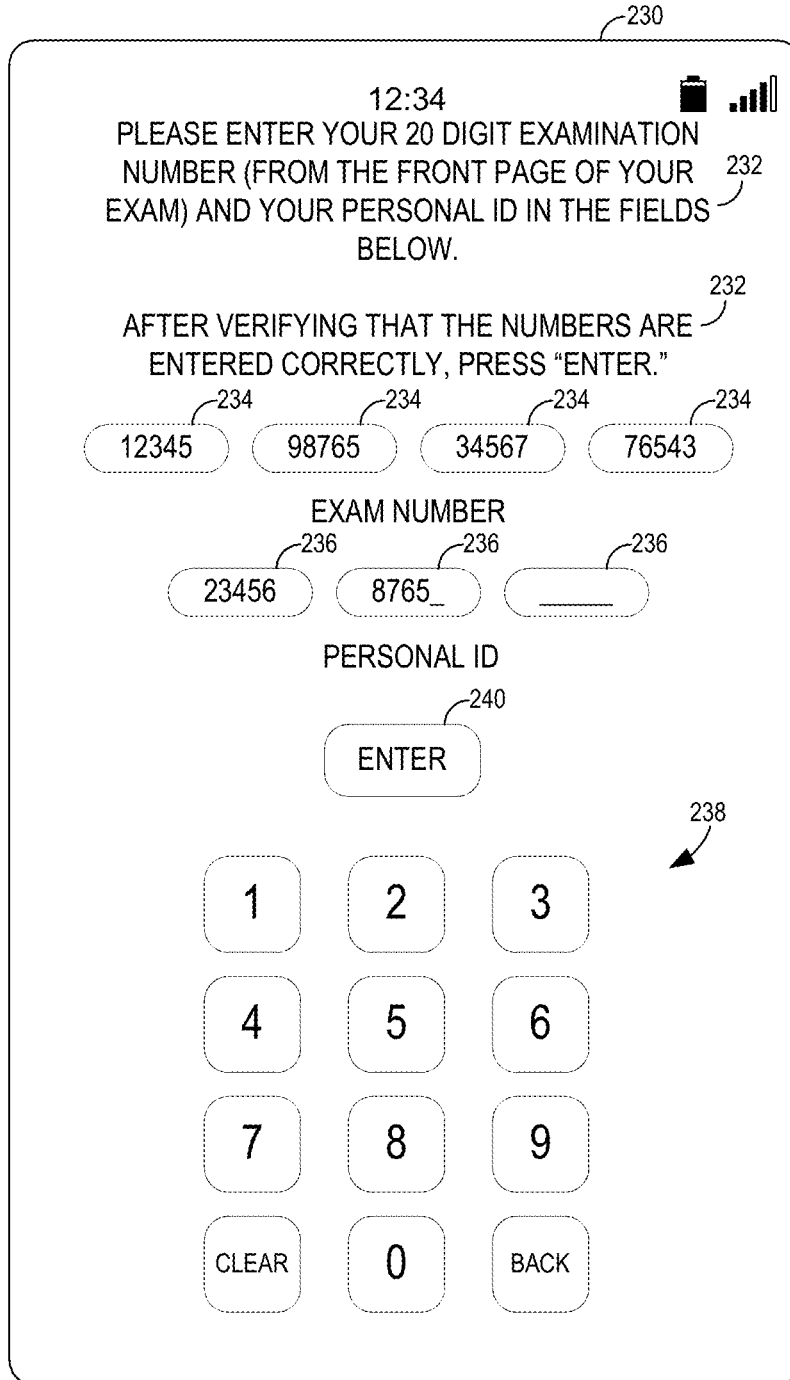 230
12:34
PLEASE ENTER YOUR 20 DIGIT EXAMINATION
NUMBER (FROM THE FRONT PAGE OF YOUR 232
EXAM) AND YOUR PERSONAL ID IN THE FIELDS
BELOW.
232
AFTER VERIFYING THAT THE NUMBERS ARE
ENTERED CORRECTLY, PRESS “ENTER.”
234 234 234 234
12345 98765 34567 76543
EXAM NUMBER
236 236 236
23456 8765_ _____
PERSONAL ID
240
ENTER
238
1 2 3
4 5 6
7 8 9
CLEAR 0 BACK